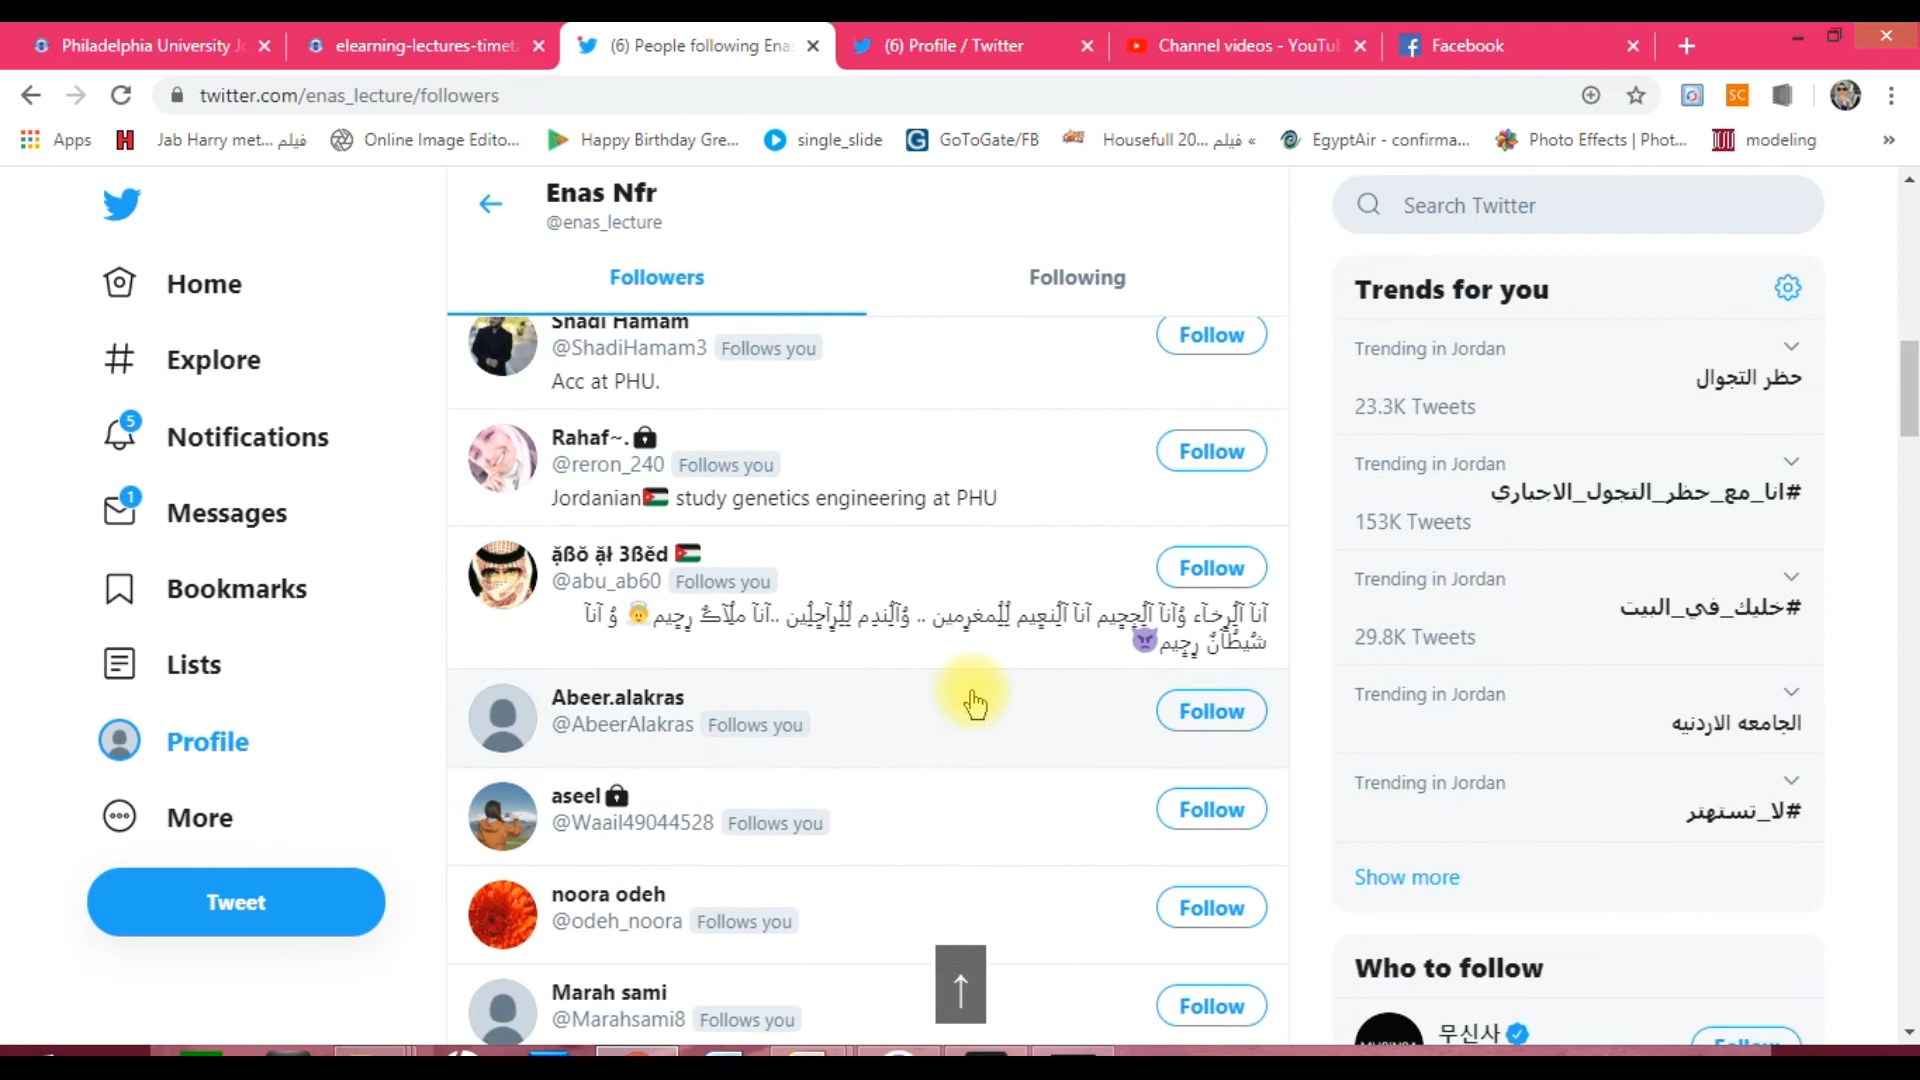 Philadelphia University J
elearning-lectures-timeta
(6) People following Ena
(6) Profile / Twitter
Channel videos - YouTu
Facebook
twitter.com/enas_lecture/followers
SC
Apps
Jab Harry met... فيلم
Online Image Edito...
Happy Birthday Gre...
single_slide
GoToGate/FB
Housefull 20... فيلم »
EgyptAir - confirma...
Photo Effects | Phot...
modeling
Home
Explore
5
Notifications
1
Messages
Bookmarks
Lists
Profile
More
Tweet
Enas Nfr
@enas_lecture
Followers
Following
Shadi Hamam
@ShadiHamam3 Follows you
Acc at PHU.
Follow
Rahaf~.
@reron_240 Follows you
Jordanian study genetics engineering at PHU
Follow
@abu_ab60 Follows you
Follow
Abeer.alakras
@AbeerAlakras Follows you
Follow
aseel
@Waail49044528 Follows you
Follow
noora odeh
@odeh_noora Follows you
Follow
Marah sami
@Marahsami8 Follows you
Follow
Search Twitter
Trends for you
Trending in Jordan
حظر التجوال
23.3K Tweets
Trending in Jordan
#انا_مع_حظر_التجول_الاجباري
153K Tweets
Trending in Jordan
#خليك_في_البيت
29.8K Tweets
Trending in Jordan
الجامعه الاردنيه
Trending in Jordan
#لا_تستهتر
Show more
Who to follow
무신사
Follow